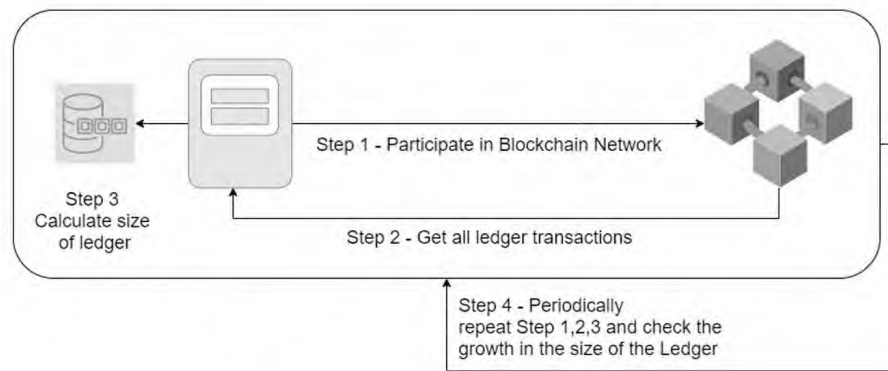 Step 1 - Participate in Blockchain Network
Step 3
Calculate size
of ledger
Step 2 - Get all ledger transactions
Step 4 - Periodically
repeat Step 1,2,3 and check the
growth in the size of the Ledger